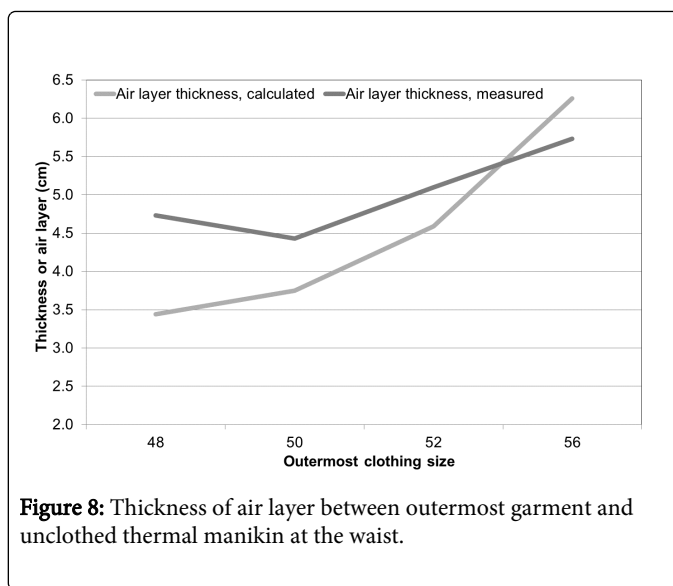 6.5
Air layer thickness, calculated Air layer thickness, measured
6.0
5.5
5.0
4.5
4.0
3.5
3.0
2.5
2.0
Thickness or air layer (cm)
48 50 52 56
Outermost clothing size
Figure 8: Thickness of air layer between outermost garment and
unclothed thermal manikin at the waist.